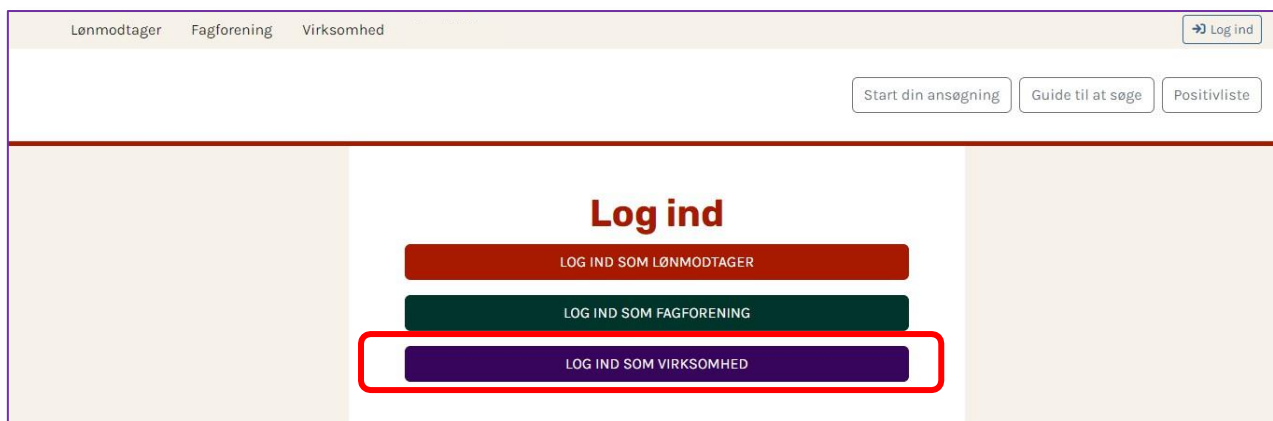 Lønmodtager Fagforening Virksomhed Log ind
Start din ansøgning Guide til at søge Positivliste
Log ind
LOG IND SOM LØNMODTAGER
LOG IND SOM FAGFORENING
LOG IND SOM VIRKSOMHED